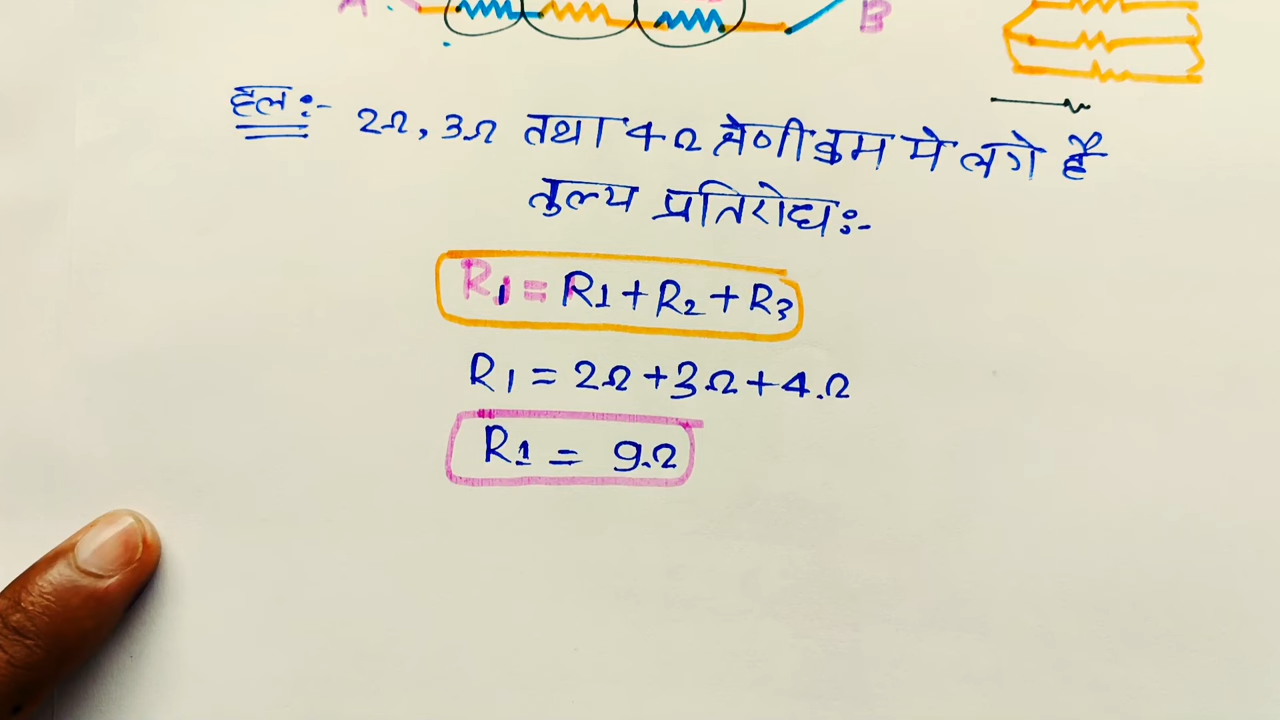 A B
हल :- 2Ω, 3Ω तथा 4Ω श्रेणीक्रम मे लगे है
तुल्य प्रतिरोध :-
R1 = R1 + R2 + R3
R1 = 2Ω + 3Ω + 4Ω
R1 = 9Ω